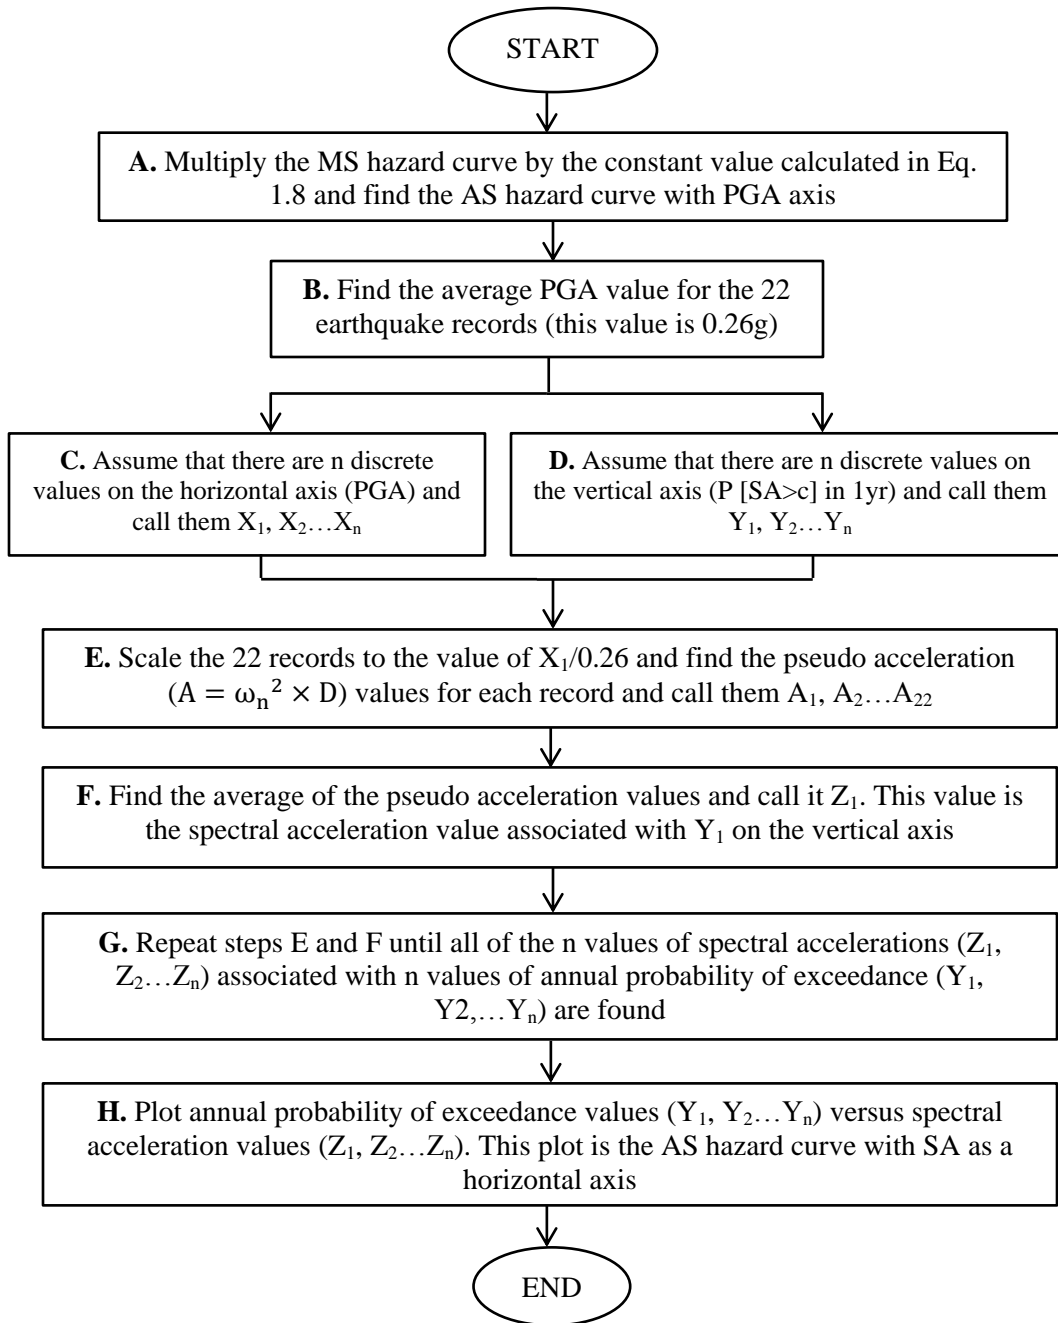 START
A. Multiply the MS hazard curve by the constant value calculated in Eq.
1.8 and find the AS hazard curve with PGA axis
B. Find the average PGA value for the 22
earthquake records (this value is 0.26g)
C. Assume that there are n discrete
values on the horizontal axis (PGA) and
call them X₁, X₂…Xₙ
D. Assume that there are n discrete values on
the vertical axis (P [SA>c] in 1yr) and call them
Y₁, Y₂…Yₙ
E. Scale the 22 records to the value of X₁/0.26 and find the pseudo acceleration
(A = ωₙ² × D) values for each record and call them A₁, A₂…A₂₂
F. Find the average of the pseudo acceleration values and call it Z₁. This value is
the spectral acceleration value associated with Y₁ on the vertical axis
G. Repeat steps E and F until all of the n values of spectral accelerations (Z₁,
Z₂…Zₙ) associated with n values of annual probability of exceedance (Y₁,
Y2,…Yₙ) are found
H. Plot annual probability of exceedance values (Y₁, Y₂…Yₙ) versus spectral
acceleration values (Z₁, Z₂…Zₙ). This plot is the AS hazard curve with SA as a
horizontal axis
END